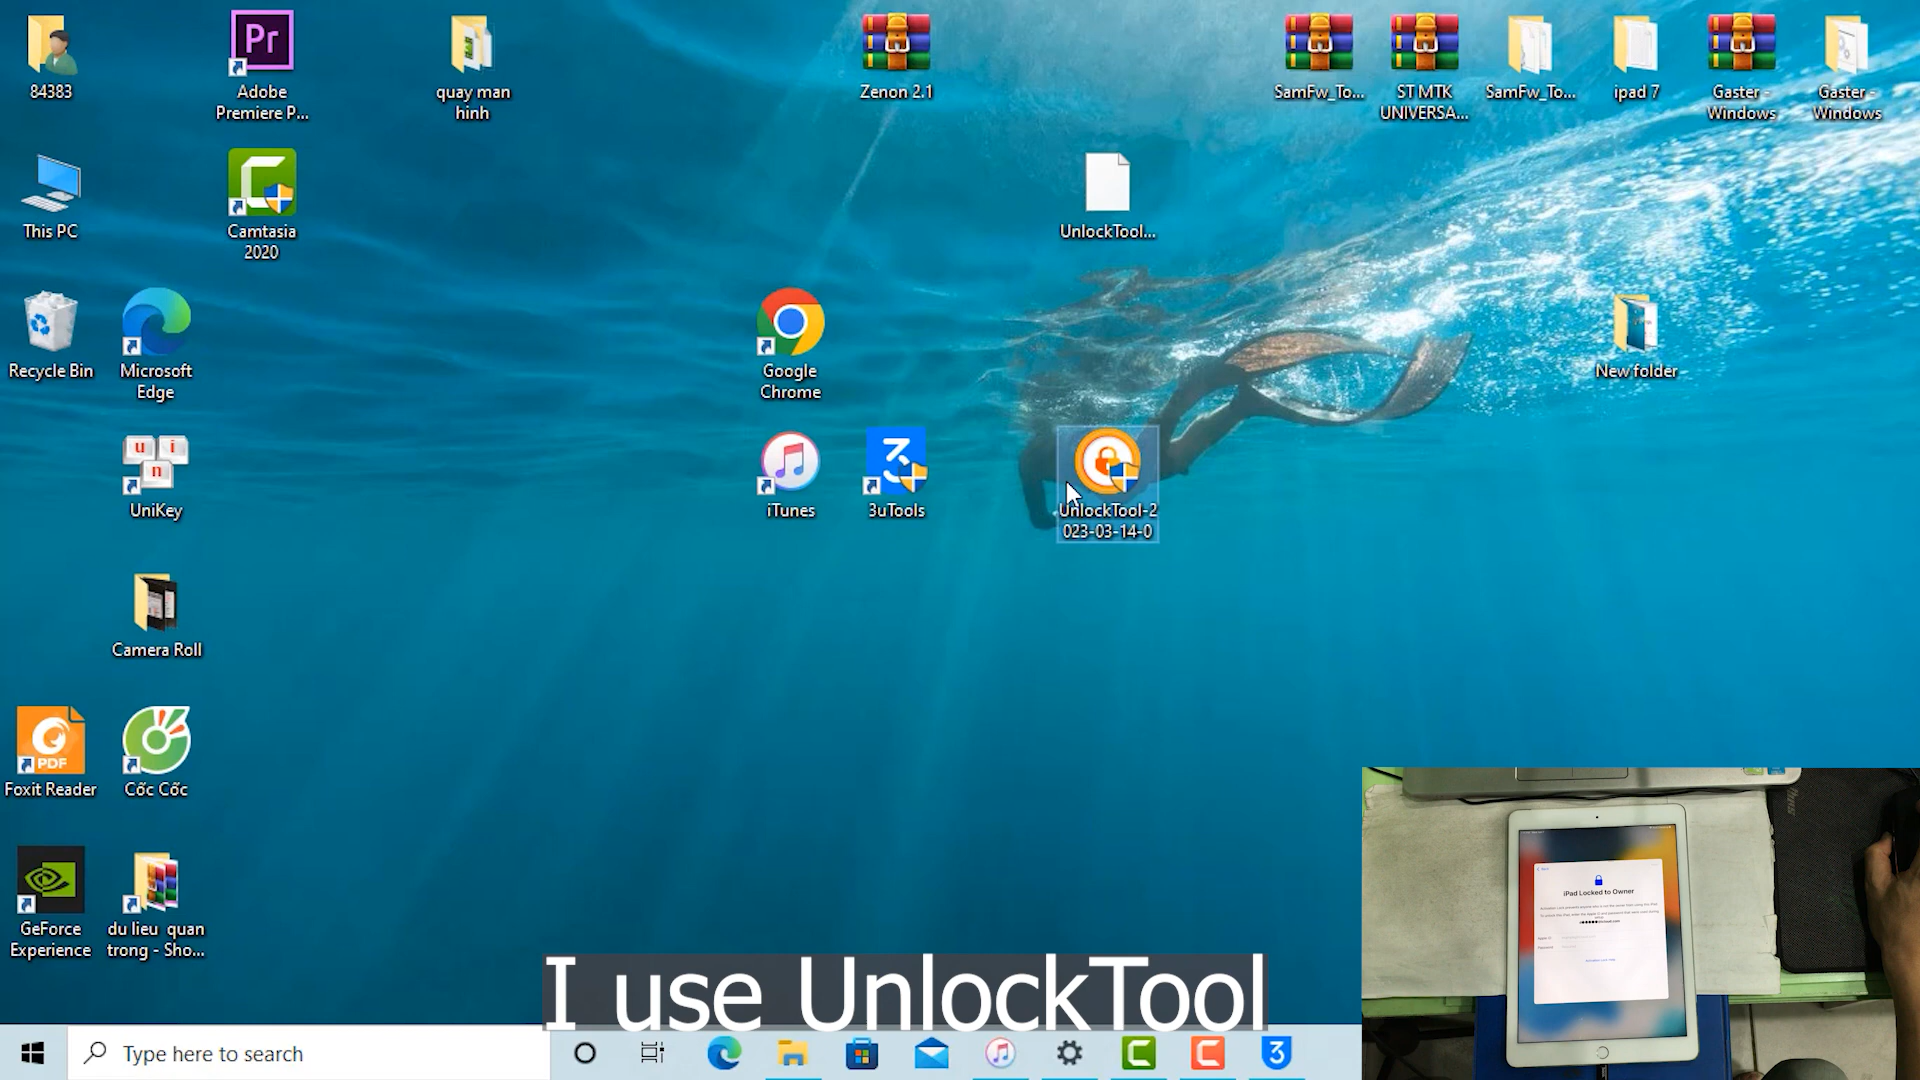 84383
Adobe
Premiere P...
quay man
hinh
Zenon 2.1
SamFw_To...
ST MTK
UNIVERSA...
SamFw_To...
ipad 7
Gaster -
Windows
Gaster -
Windows
This PC
Camtasia
2020
UnlockTool...
Recycle Bin
Microsoft
Edge
Google
Chrome
New folder
UniKey
iTunes
3uTools
UnlockTool-2
023-03-14-0
Camera Roll
PDF
Foxit Reader
Cốc Cốc
GeForce
Experience
du lieu quan
trong - Sho...
iPad Locked to Owner
I use UnlockTool
Type here to search